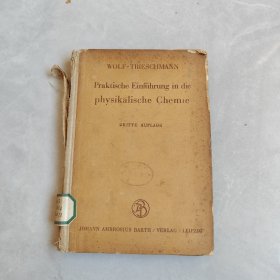 WOLF-TRIESCHMANN
Praktische Einführung in die
physikalische Chemie
DRITTE AUFLAGE
JOHANN AMBROSIUS BARTH / VERLAG / LEIPZIG